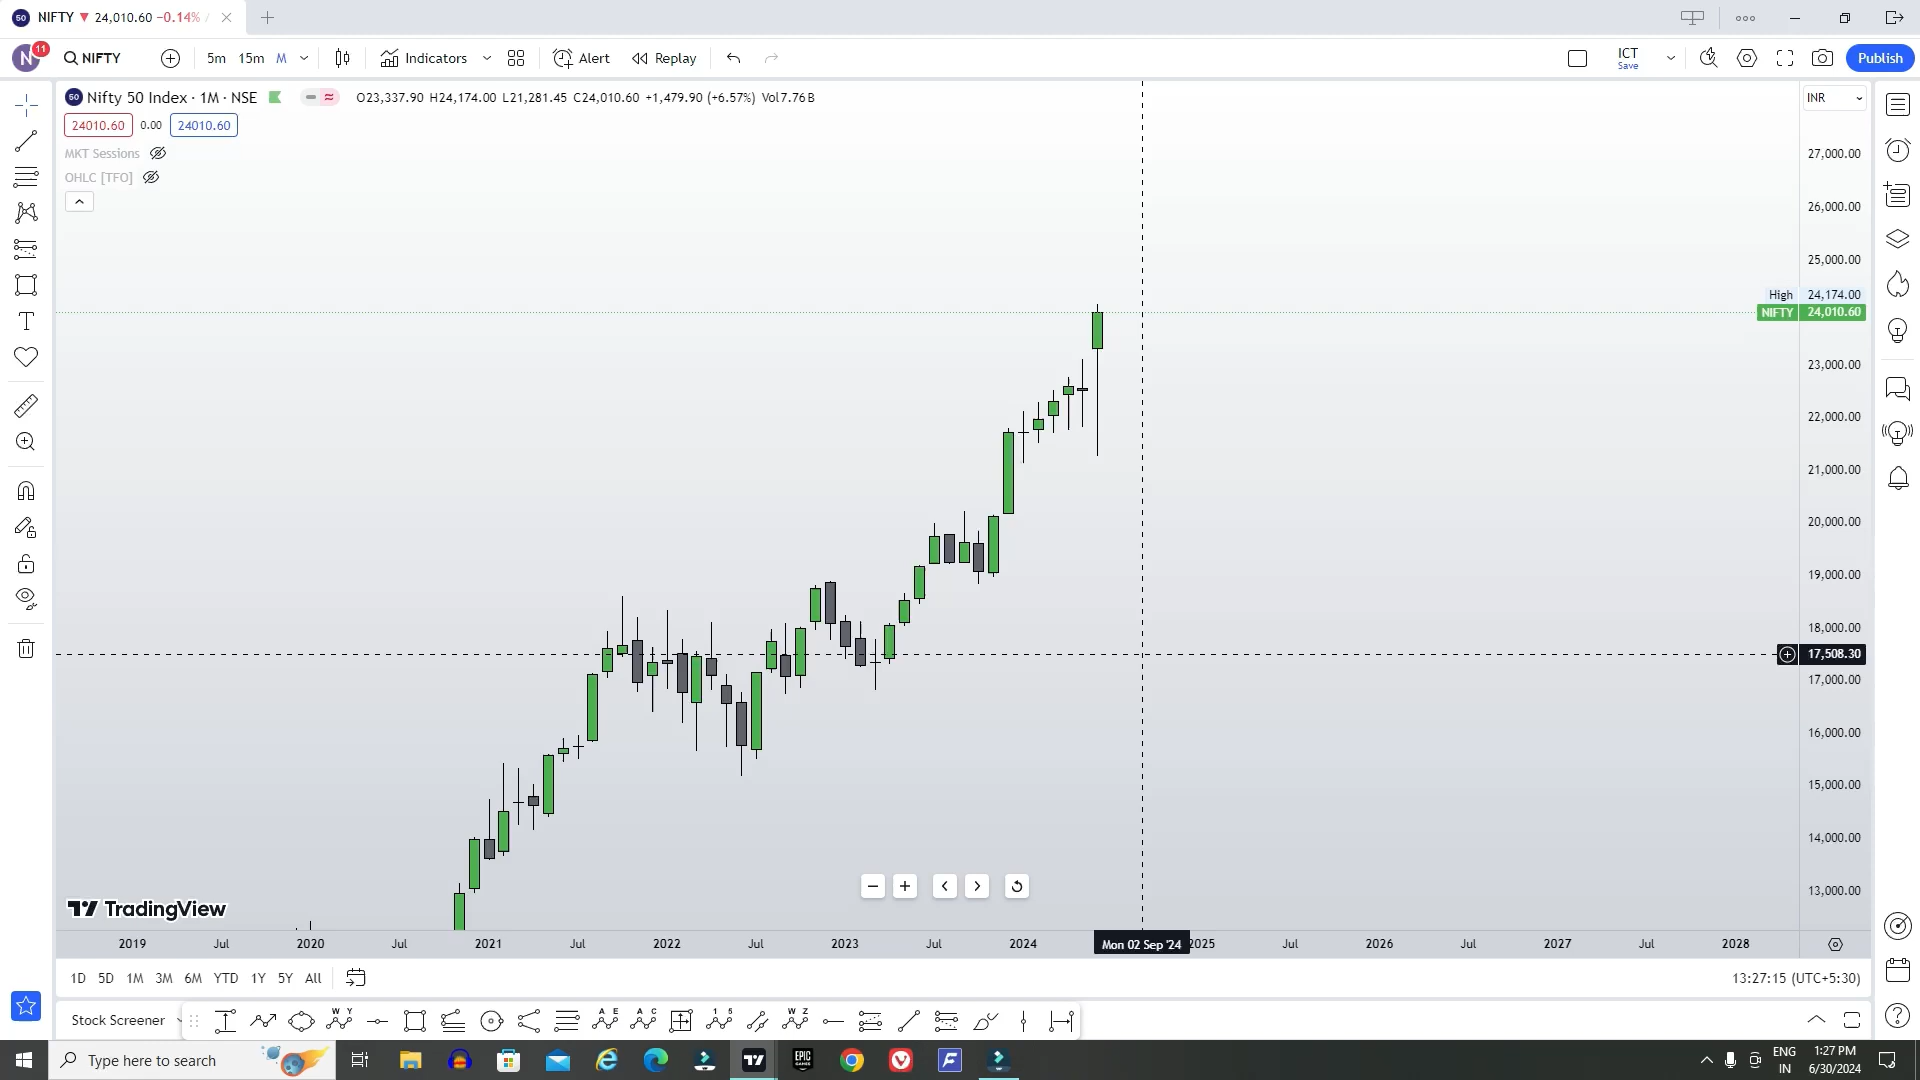 50 NIFTY 24,010.60 −0.14% /
N 11 NIFTY 5m 15m M Indicators Alert Replay ICT Save Publish
50 Nifty 50 Index · 1M · NSE O23,337.90 H24,174.00 L21,281.45 C24,010.60 +1,479.90 (+6.57%) Vol7.76 B INR
24010.60 0.00 24010.60
MKT Sessions
OHLC [TFO]
27,000.00
26,000.00
25,000.00
High 24,174.00
NIFTY 24,010.60
23,000.00
22,000.00
21,000.00
20,000.00
19,000.00
18,000.00
17,508.30
17,000.00
16,000.00
15,000.00
14,000.00
13,000.00
TradingView
2019 Jul 2020 Jul 2021 Jul 2022 Jul 2023 Jul 2024 Mon 02 Sep '24 2025 Jul 2026 Jul 2027 Jul 2028
1D 5D 1M 3M 6M YTD 1Y 5Y All 13:27:15 (UTC+5:30)
Stock Screener
Type here to search EPIC GAMES ENG IN 1:27 PM 6/30/2024